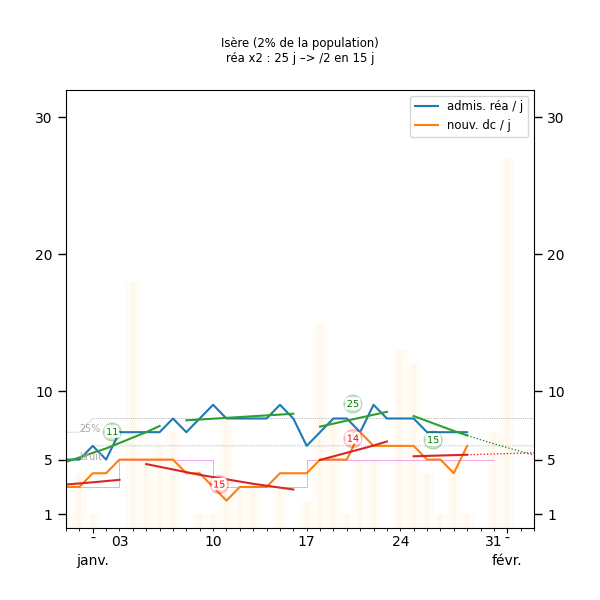 Isère (2% de la population)
réa x2 : 25 j –> /2 en 15 j
admis. réa / j
nouv. dc / j
30 30
20 20
10 10
5 5
1 1
25%
bruit
11
15
25
14
15
03 10 17 24 31
janv. févr.